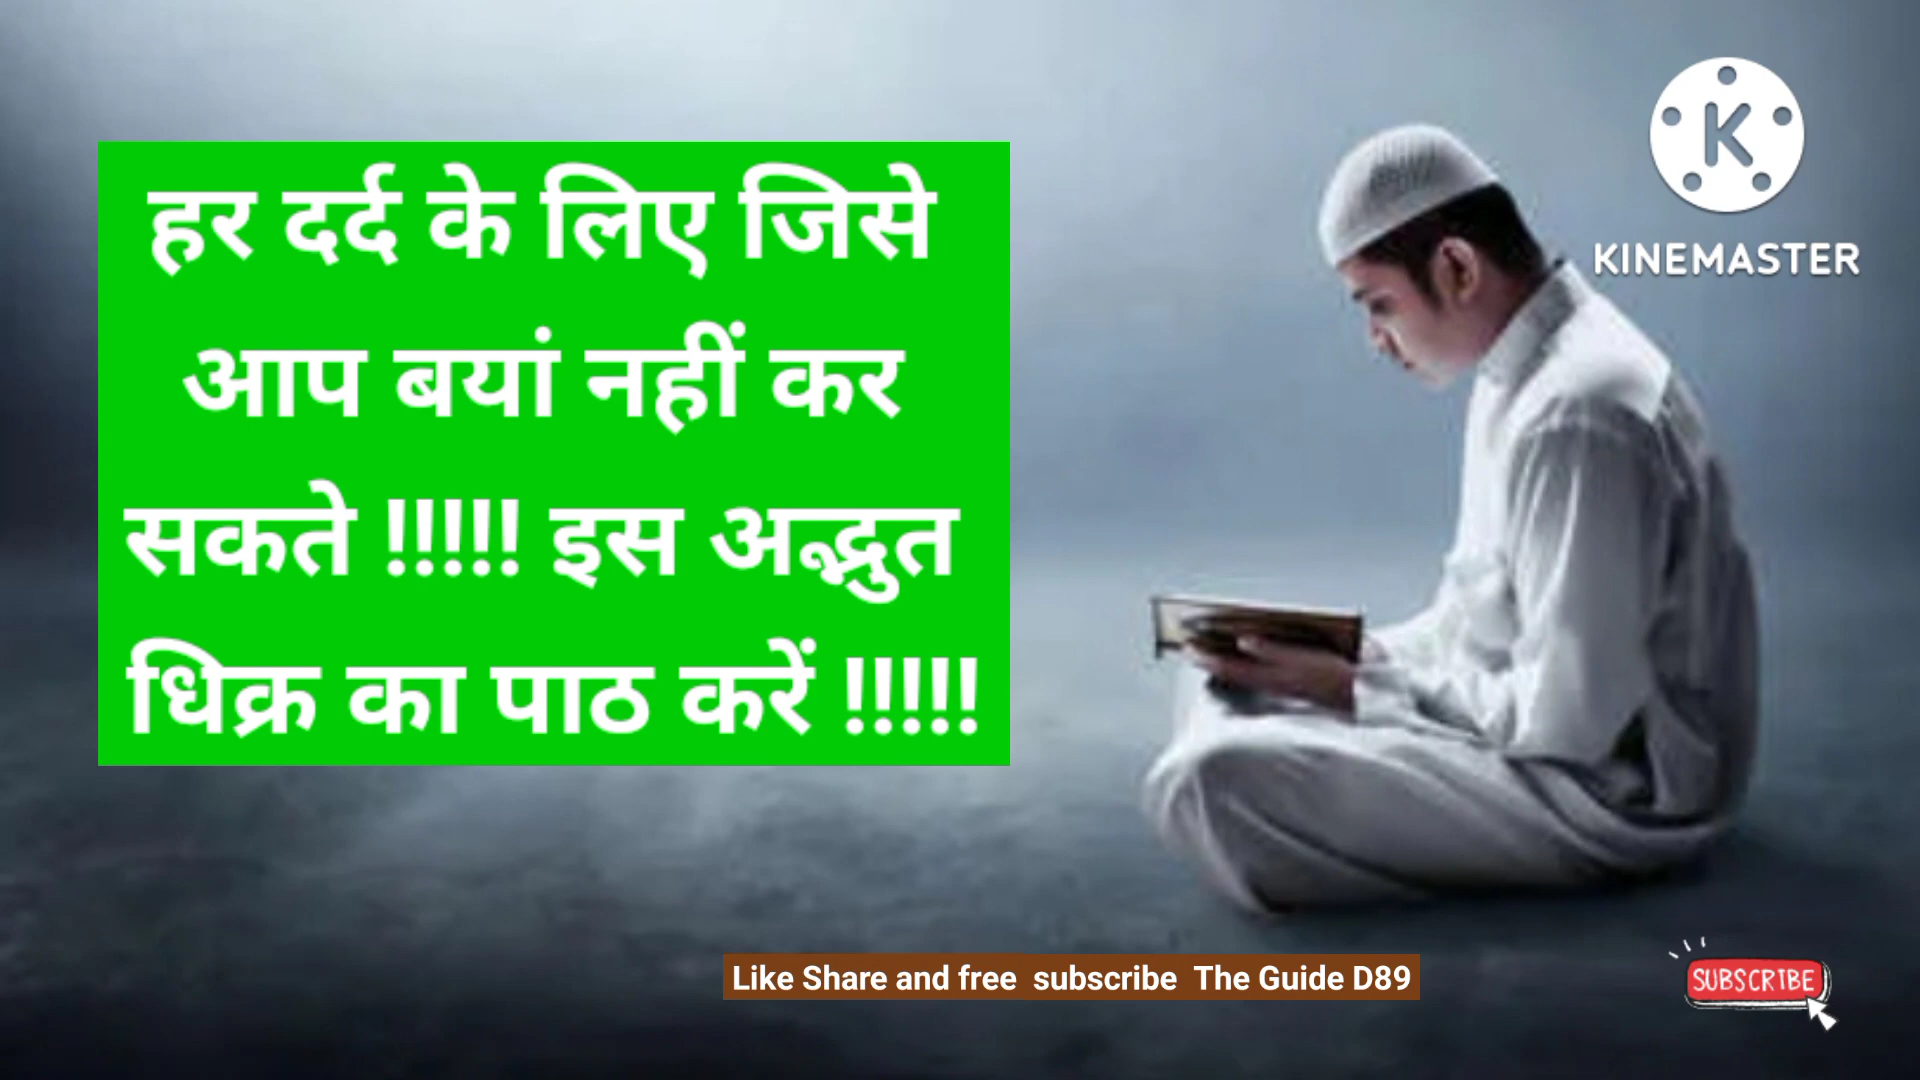 हर दर्द के लिए जिसे
आप बयां नहीं कर
सकते !!!!! इस अद्भुत
धिक्र का पाठ करें !!!!!
K
KINEMASTER
Like Share and free  subscribe  The Guide D89
SUBSCRIBE